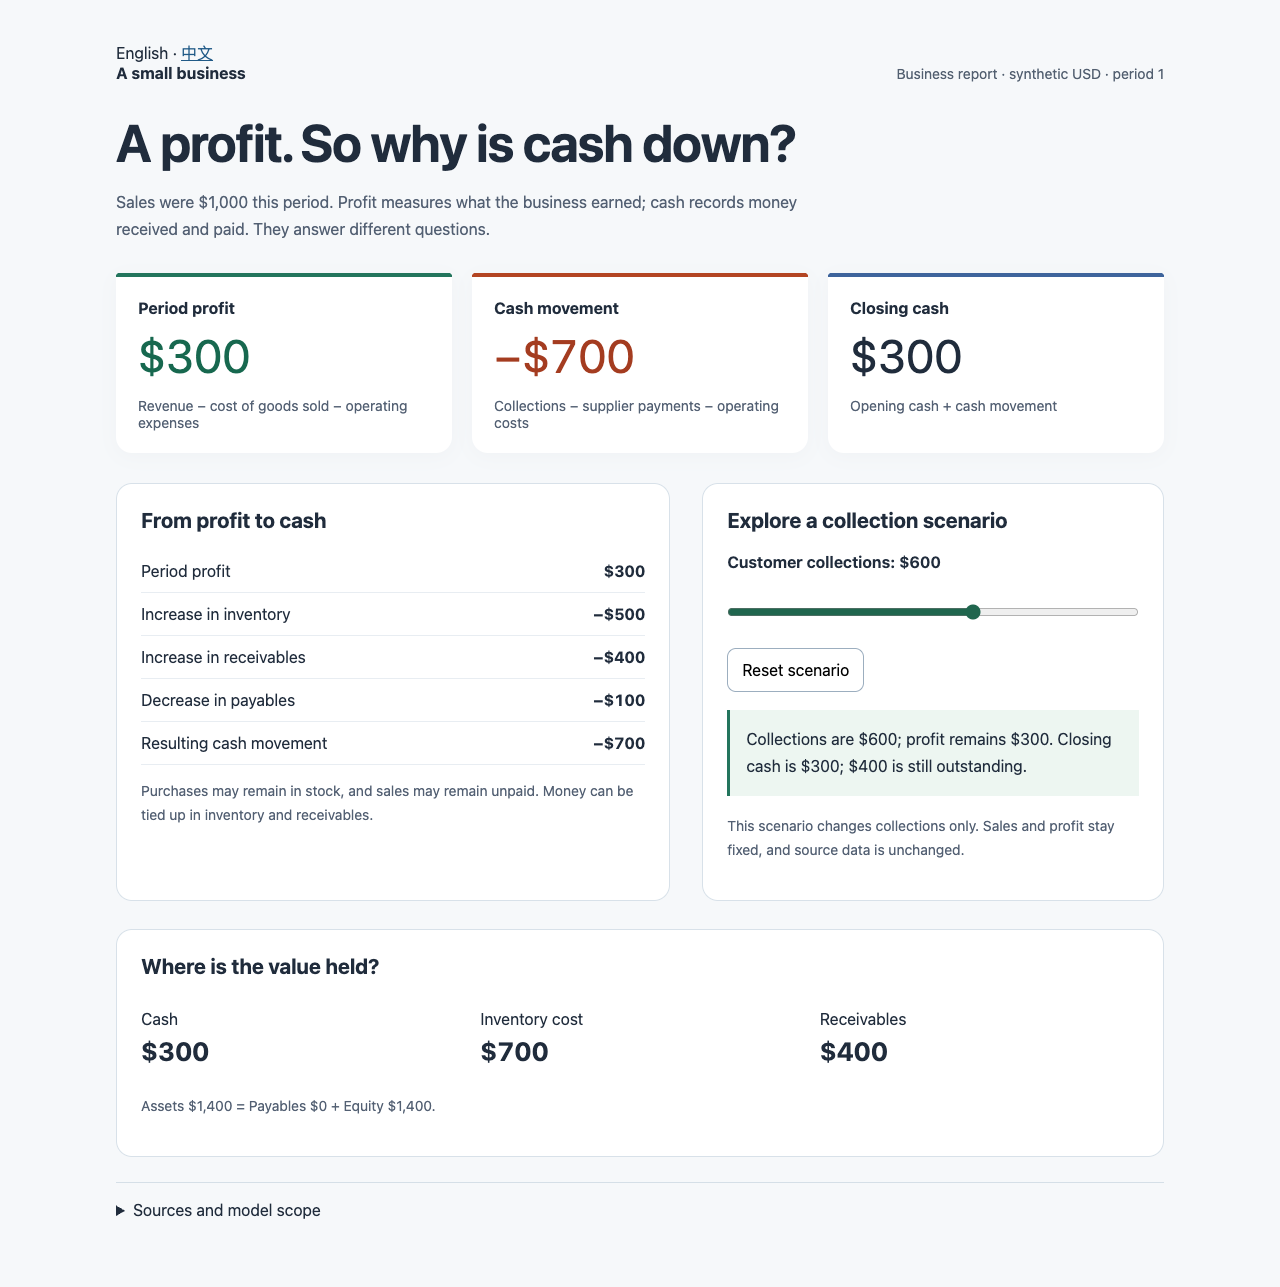 English · 中文
A small business
Business report · synthetic USD · period 1
A profit. So why is cash down?
Sales were $1,000 this period. Profit measures what the business earned; cash records money
received and paid. They answer different questions.
Period profit
$300
Revenue − cost of goods sold − operating
expenses
Cash movement
−$700
Collections − supplier payments − operating
costs
Closing cash
$300
Opening cash + cash movement
From profit to cash
Period profit $300
Increase in inventory −$500
Increase in receivables −$400
Decrease in payables −$100
Resulting cash movement −$700
Purchases may remain in stock, and sales may remain unpaid. Money can be
tied up in inventory and receivables.
Explore a collection scenario
Customer collections: $600
Reset scenario
Collections are $600; profit remains $300. Closing
cash is $300; $400 is still outstanding.
This scenario changes collections only. Sales and profit stay
fixed, and source data is unchanged.
Where is the value held?
Cash
$300
Inventory cost
$700
Receivables
$400
Assets $1,400 = Payables $0 + Equity $1,400.
Sources and model scope